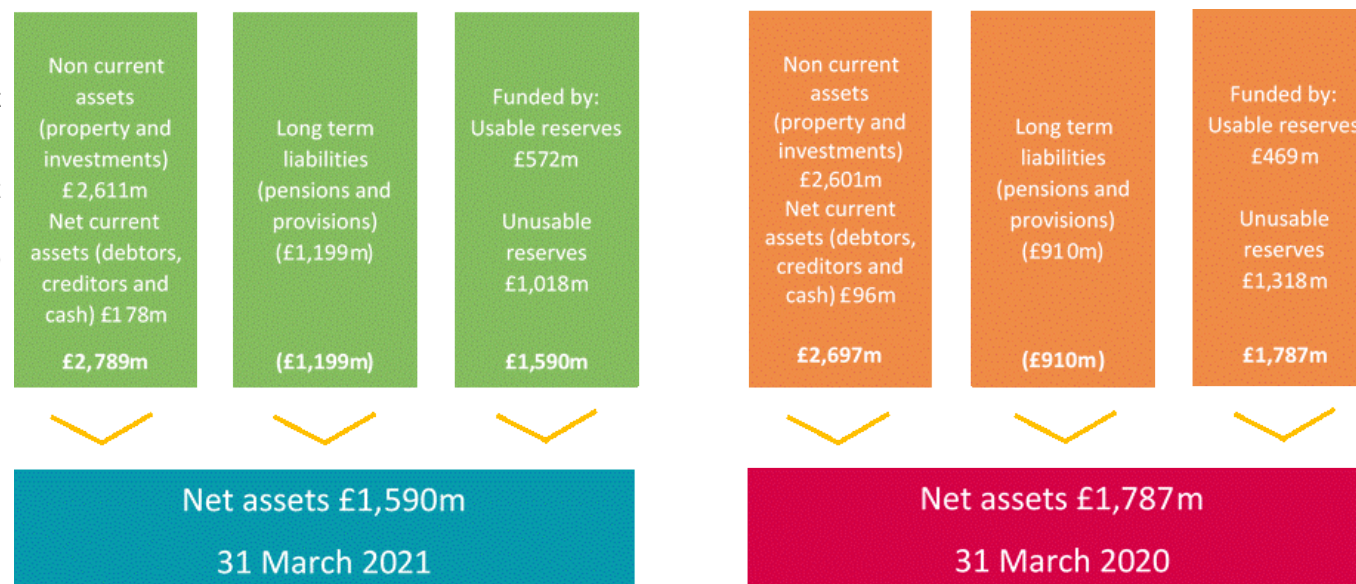 Non current
assets
(property and
investments)
£2,611m
Net current
assets (debtors,
creditors and
cash) £178m
£2,789m
Long term
liabilities
(pensions and
provisions)
(£1,199m)
(£1,199m)
Funded by:
Usable reserves
£572m
Unusable
reserves
£1,018m
£1,590m
Net assets £1,590m
31 March 2021
Non current
assets
(property and
investments)
£2,601m
Net current
assets (debtors,
creditors and
cash) £96m
£2,697m
Long term
liabilities
(pensions and
provisions)
(£910m)
(£910m)
Funded by:
Usable reserves
£469m
Unusable
reserves
£1,318m
£1,787m
Net assets £1,787m
31 March 2020